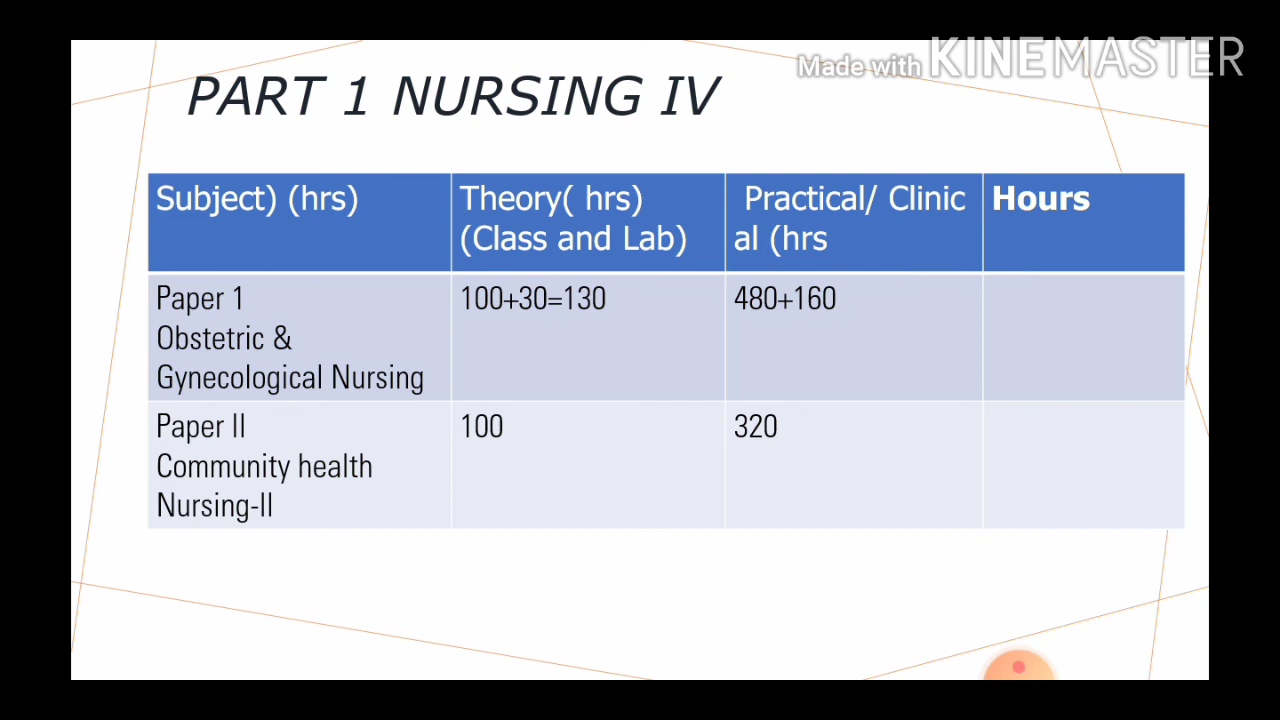 Made with KINEMASTER
PART 1 NURSING IV
Subject) (hrs)
Theory( hrs)
(Class and Lab)
Practical/ Clinic
al (hrs
Hours
Paper 1
Obstetric &
Gynecological Nursing
100+30=130
480+160
Paper II
Community health
Nursing-II
100
320